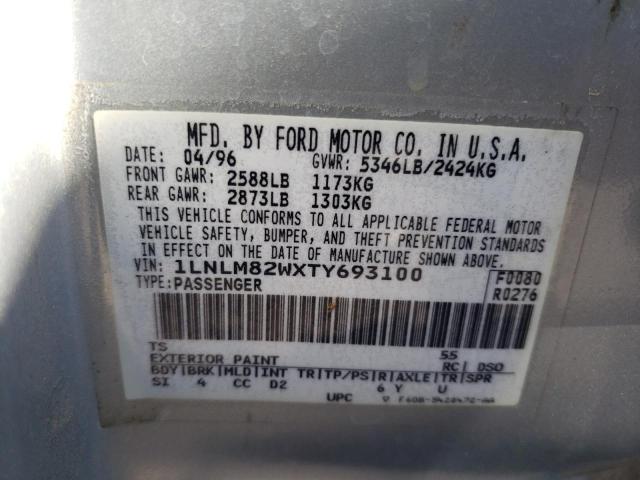 MFD. BY FORD MOTOR CO. IN U.S.A.
04/96 GVWR: 5346LB/2424KG
FRONT GAWR: 2588LB 1173KG
REAR GAWR: 2873LB 1303KG
THIS VEHICLE CONFORMS TO ALL APPLICABLE FEDERAL MOTOR
VEHICLE SAFETY, BUMPER, AND THEFT PREVENTION STANDARDS
IN EFFECT ON THE DATE OF MANUFACTURE SHOWN ABOVE.
VIN: 1LNLM82WXTY693100 F0080
TYPE: PASSENGER R0276
TS 55
EXTERIOR PAINT RC| DSO
BDY|BRK|MLD|INT TR|TP/PS|R|AXLE|TR|SPR
SI 4 CC D2 6 Y U
UPC